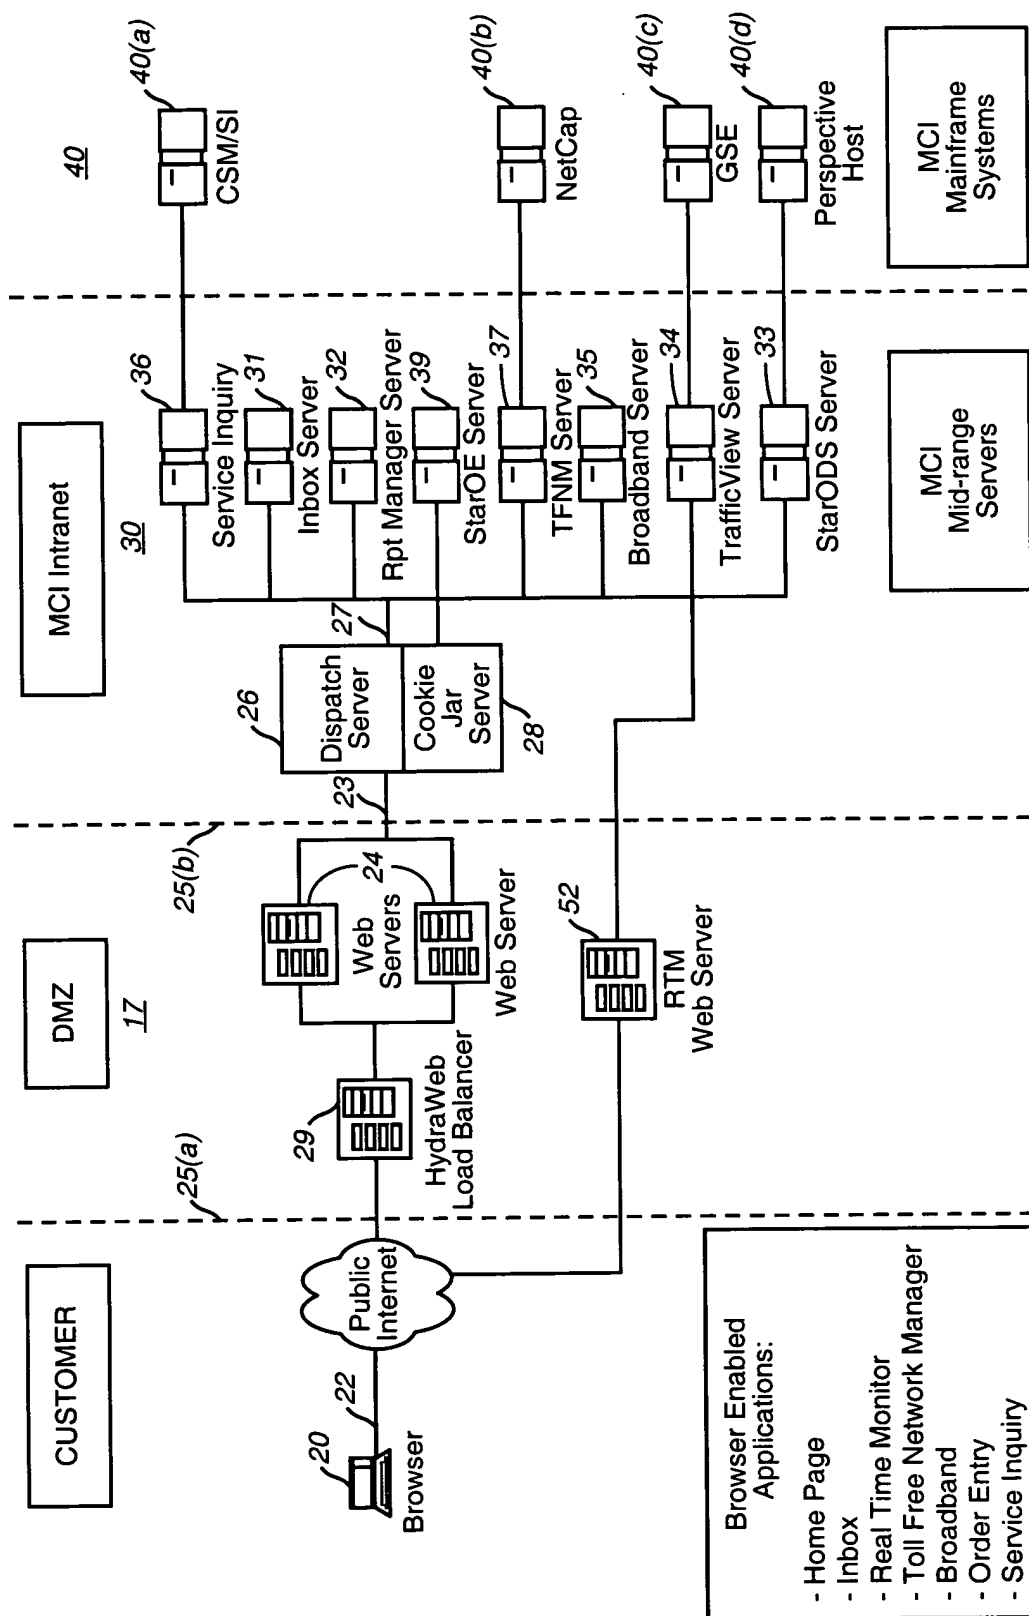 CUSTOMER
DMZ
17
MCI Intranet
30
40
25(a)
25(b)
20
22
Browser
Public
Internet
29
HydraWeb
Load Balancer
24
Web
Servers
Web Server
52
RTM
Web Server
23
26
Dispatch
Server
Cookie
Jar
Server
28
27
36
Service Inquiry
31
Inbox Server
32
Rpt Manager Server
39
StarOE Server
37
TFNM Server
35
Broadband Server
34
TrafficView Server
33
StarODS Server
40(a)
CSM/SI
40(b)
NetCap
40(c)
GSE
40(d)
Perspective
Host
Browser Enabled
Applications:
- Home Page
- Inbox
- Real Time Monitor
- Toll Free Network Manager
- Broadband
- Order Entry
- Service Inquiry
MCI
Mid-range
Servers
MCI
Mainframe
Systems